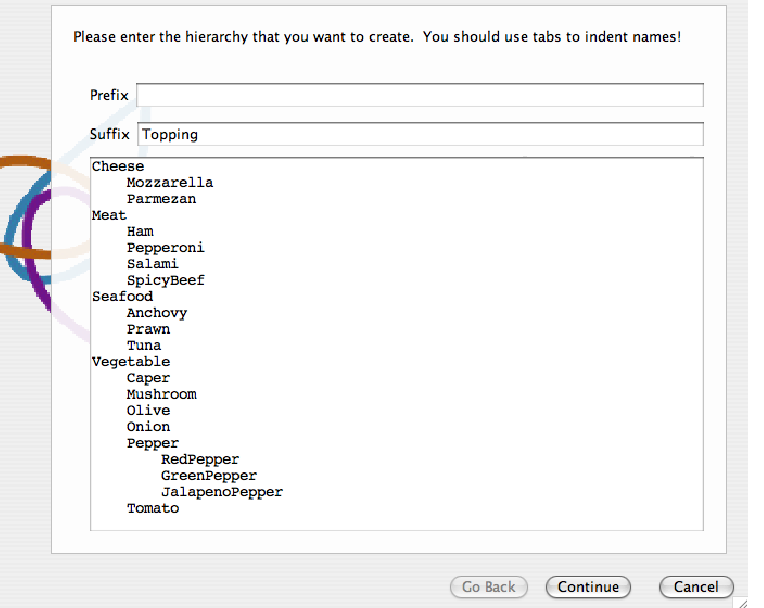 Please enter the hierarchy that you want to create.  You should use tabs to indent names!
Prefix
Suffix Topping
Cheese
Mozzarella
Parmezan
Meat
Ham
Pepperoni
Salami
SpicyBeef
Seafood
Anchovy
Prawn
Tuna
Vegetable
Caper
Mushroom
Olive
Onion
Pepper
RedPepper
GreenPepper
JalapenoPepper
Tomato
Go Back Continue Cancel